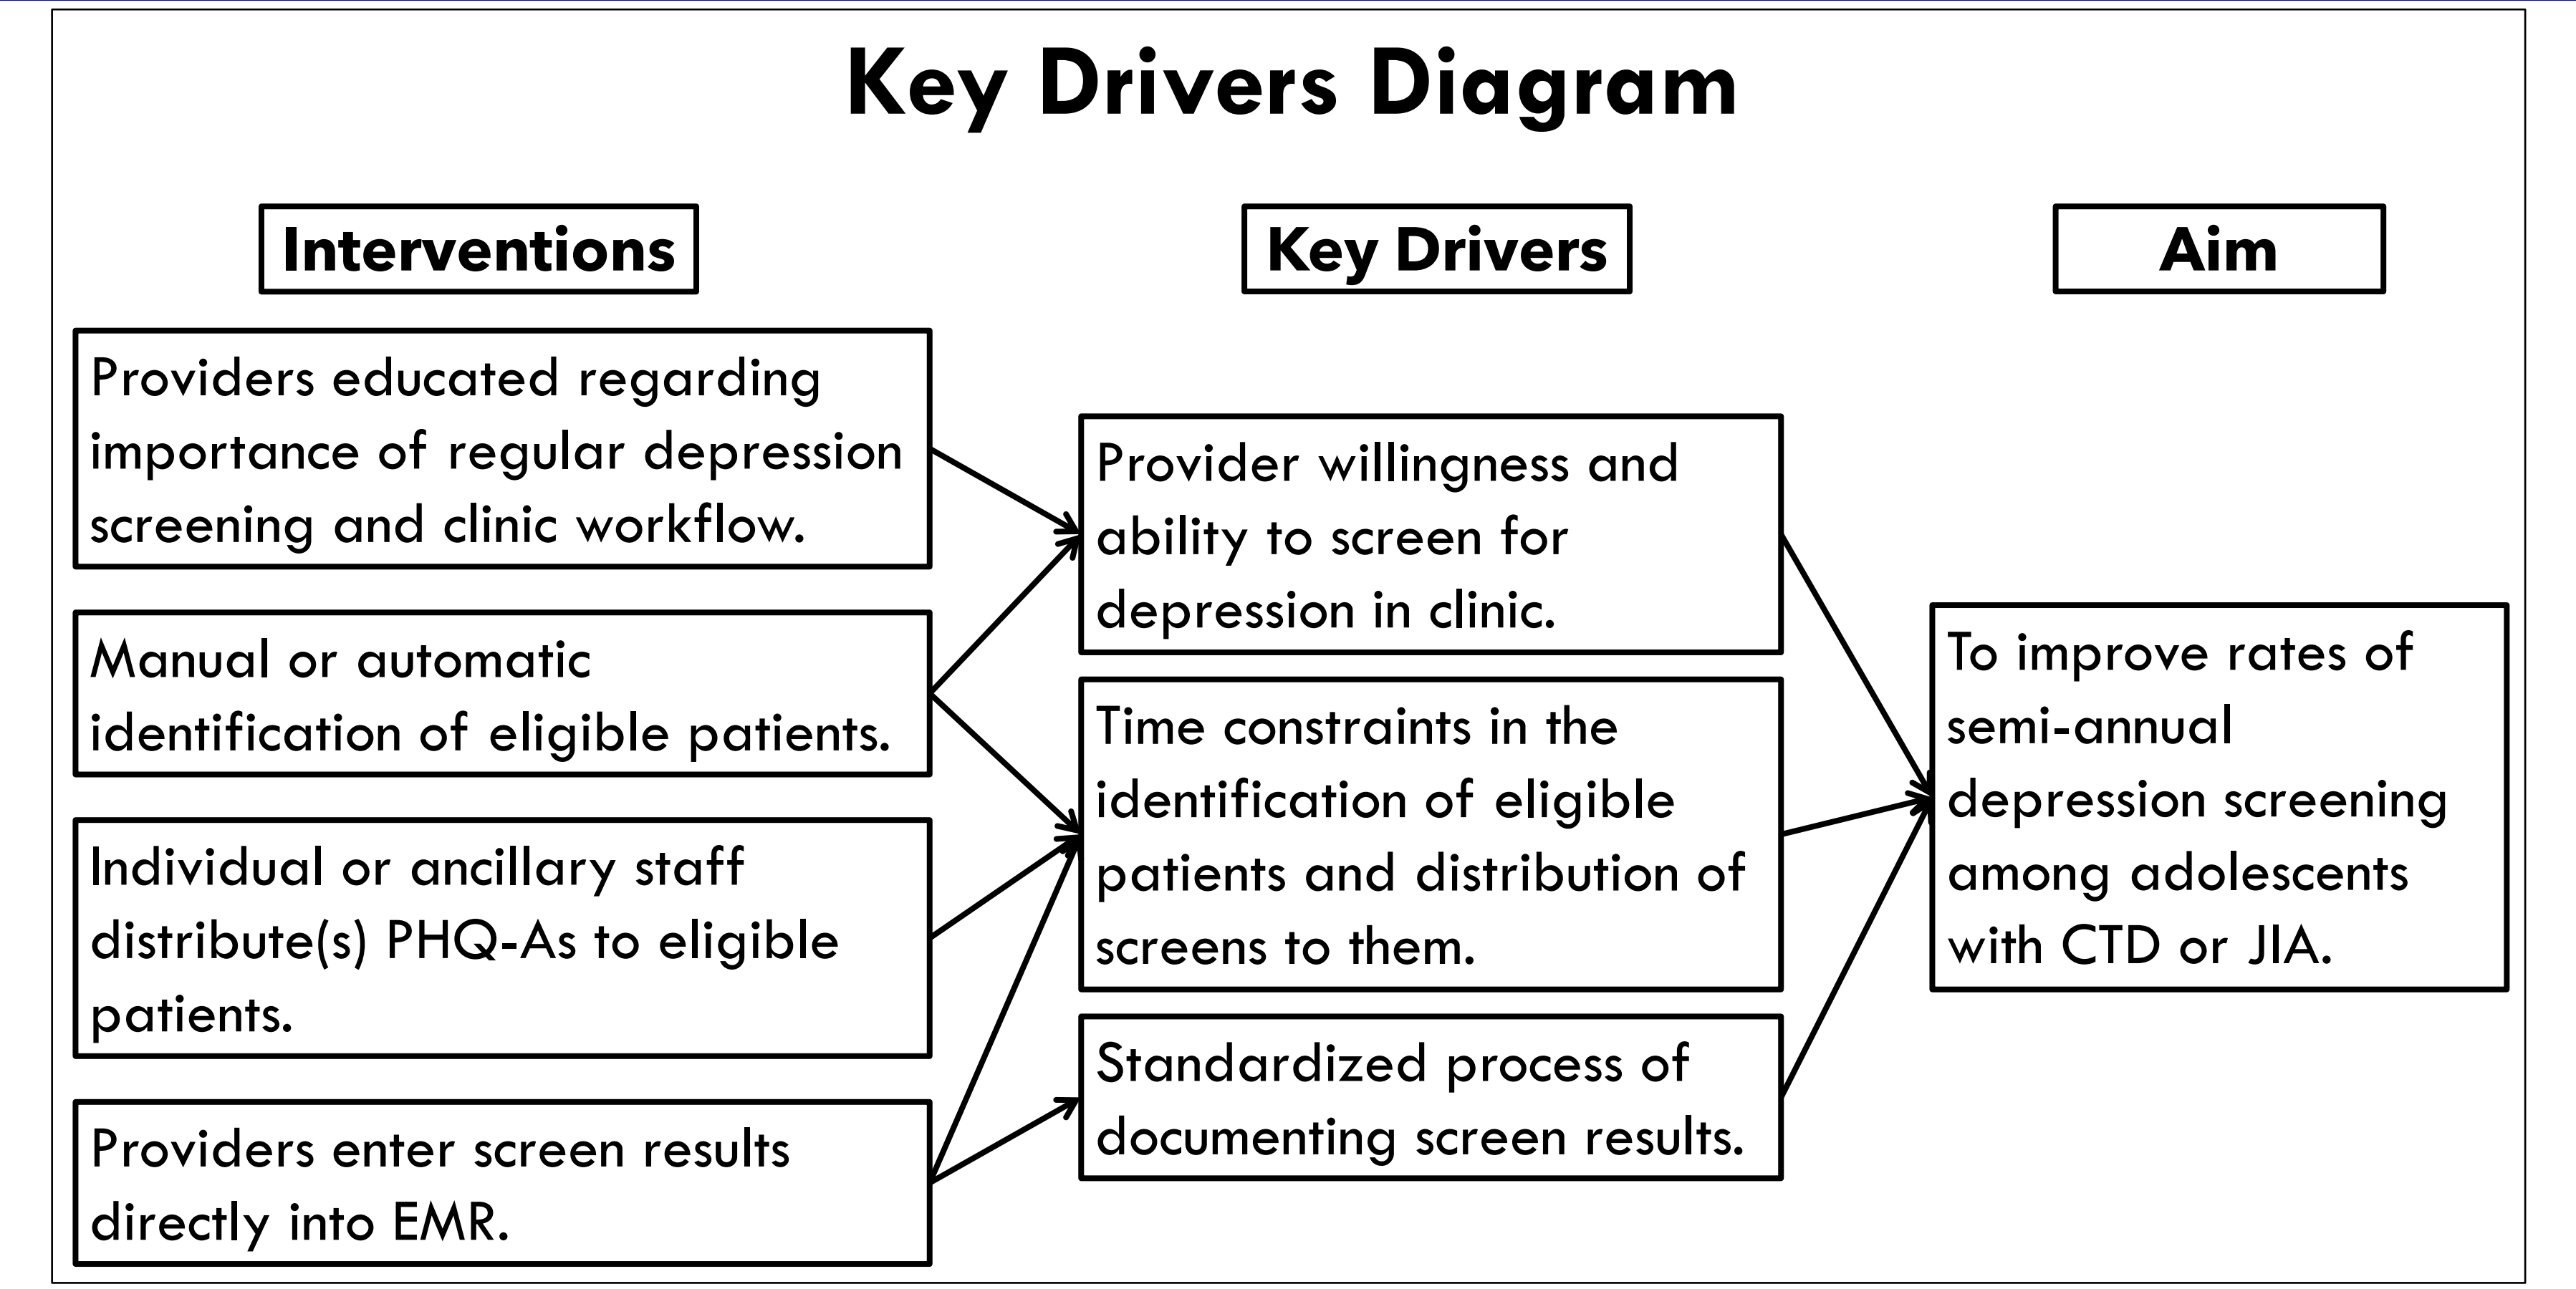 Key Drivers Diagram
Interventions
Providers educated regarding
importance of regular depression
screening and clinic workflow.
Manual or automatic
identification of eligible patients.
Individual or ancillary staff
distribute(s) PHQ-As to eligible
patients.
Providers enter screen results
directly into EMR.
Key Drivers
Provider willingness and
ability to screen for
depression in clinic.
Time constraints in the
identification of eligible
patients and distribution of
screens to them.
Standardized process of
documenting screen results.
Aim
To improve rates of
semi-annual
depression screening
among adolescents
with CTD or JIA.